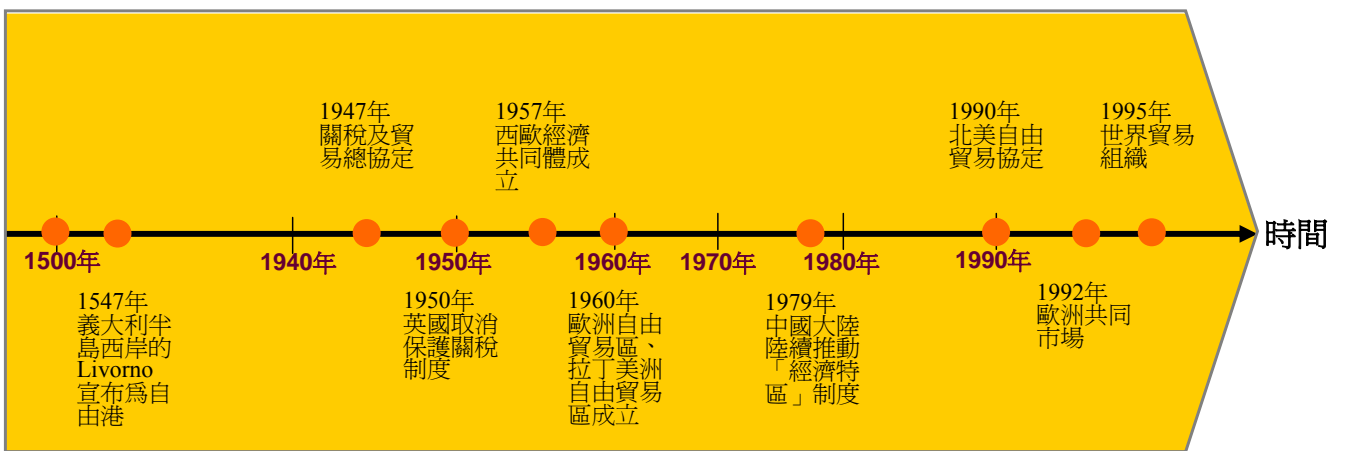 1947年
關稅及貿
易總協定
1957年
西歐經濟
共同體成
立
1990年
北美自由
貿易協定
1995年
世界貿易
組織
時間
1500年
1940年
1950年
1960年
1970年
1980年
1990年
1547年
義大利半
島西岸的
Livorno
宣布爲自
由港
1950年
英國取消
保護關稅
制度
1960年
歐洲自由
貿易區、
拉丁美洲
自由貿易
區成立
1979年
中國大陸
陸續推動
「經濟特
區」制度
1992年
歐洲共同
市場